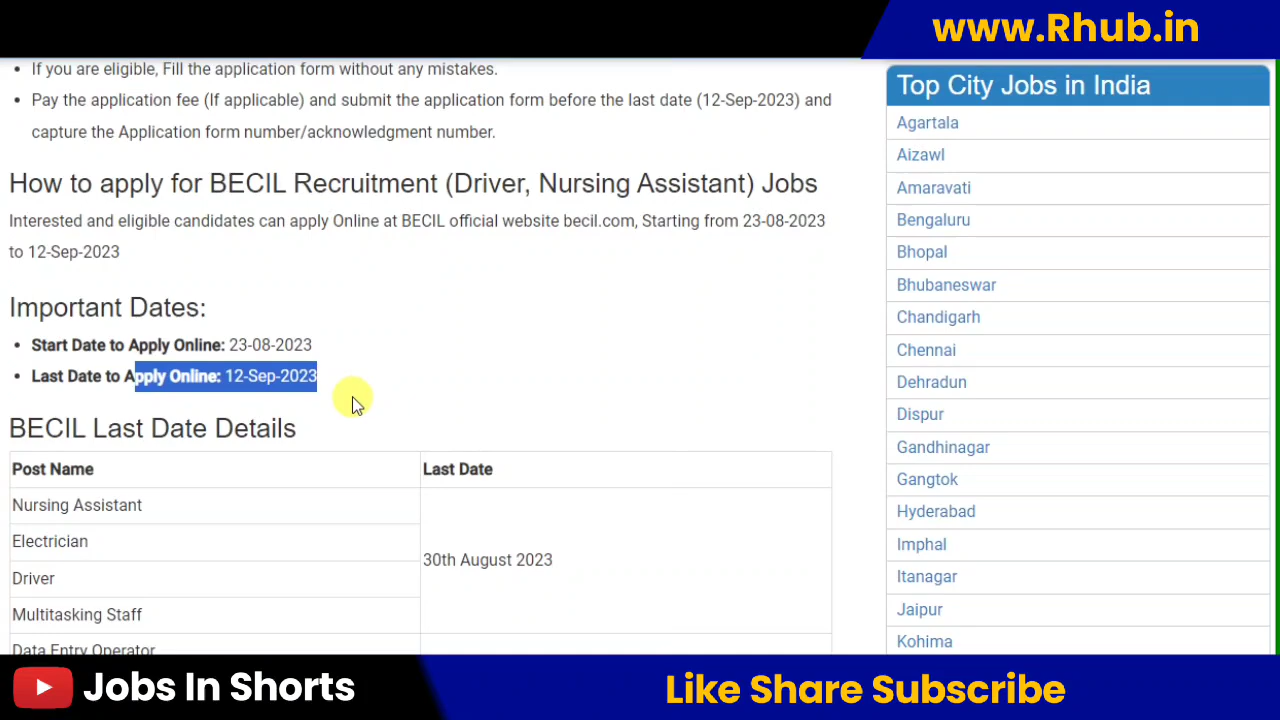 www.Rhub.in
If you are eligible, Fill the application form without any mistakes.
Pay the application fee (If applicable) and submit the application form before the last date (12-Sep-2023) and
capture the Application form number/acknowledgment number.
How to apply for BECIL Recruitment (Driver, Nursing Assistant) Jobs
Interested and eligible candidates can apply Online at BECIL official website becil.com, Starting from 23-08-2023
to 12-Sep-2023
Important Dates:
Start Date to Apply Online: 23-08-2023
Last Date to Apply Online: 12-Sep-2023
BECIL Last Date Details
Post Name Last Date
Nursing Assistant
Electrician
30th August 2023
Driver
Multitasking Staff
Data Entry Operator
Top City Jobs in India
Agartala
Aizawl
Amaravati
Bengaluru
Bhopal
Bhubaneswar
Chandigarh
Chennai
Dehradun
Dispur
Gandhinagar
Gangtok
Hyderabad
Imphal
Itanagar
Jaipur
Kohima
Jobs In Shorts
Like Share Subscribe